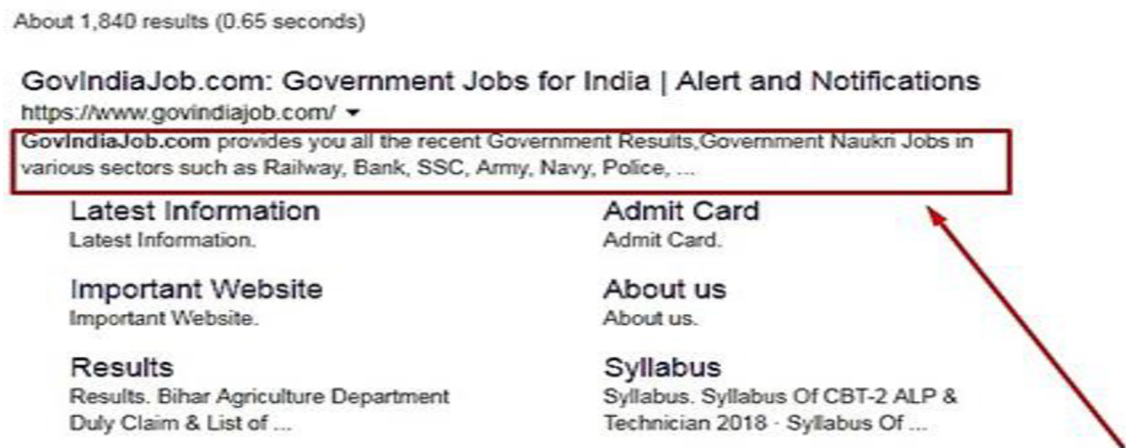 About 1,840 results (0.65 seconds)
GovIndiaJob.com: Government Jobs for India | Alert and Notifications
https://www.govindiajob.com/
GovIndiaJob.com provides you all the recent Government Results,Government Naukri Jobs in
various sectors such as Railway, Bank, SSC, Army, Navy, Police, ...
Latest Information
Latest Information.
Admit Card
Admit Card.
Important Website
Important Website.
About us
About us.
Results
Results. Bihar Agriculture Department
Duly Claim & List of ...
Syllabus
Syllabus. Syllabus Of CBT-2 ALP &
Technician 2018 · Syllabus Of ...